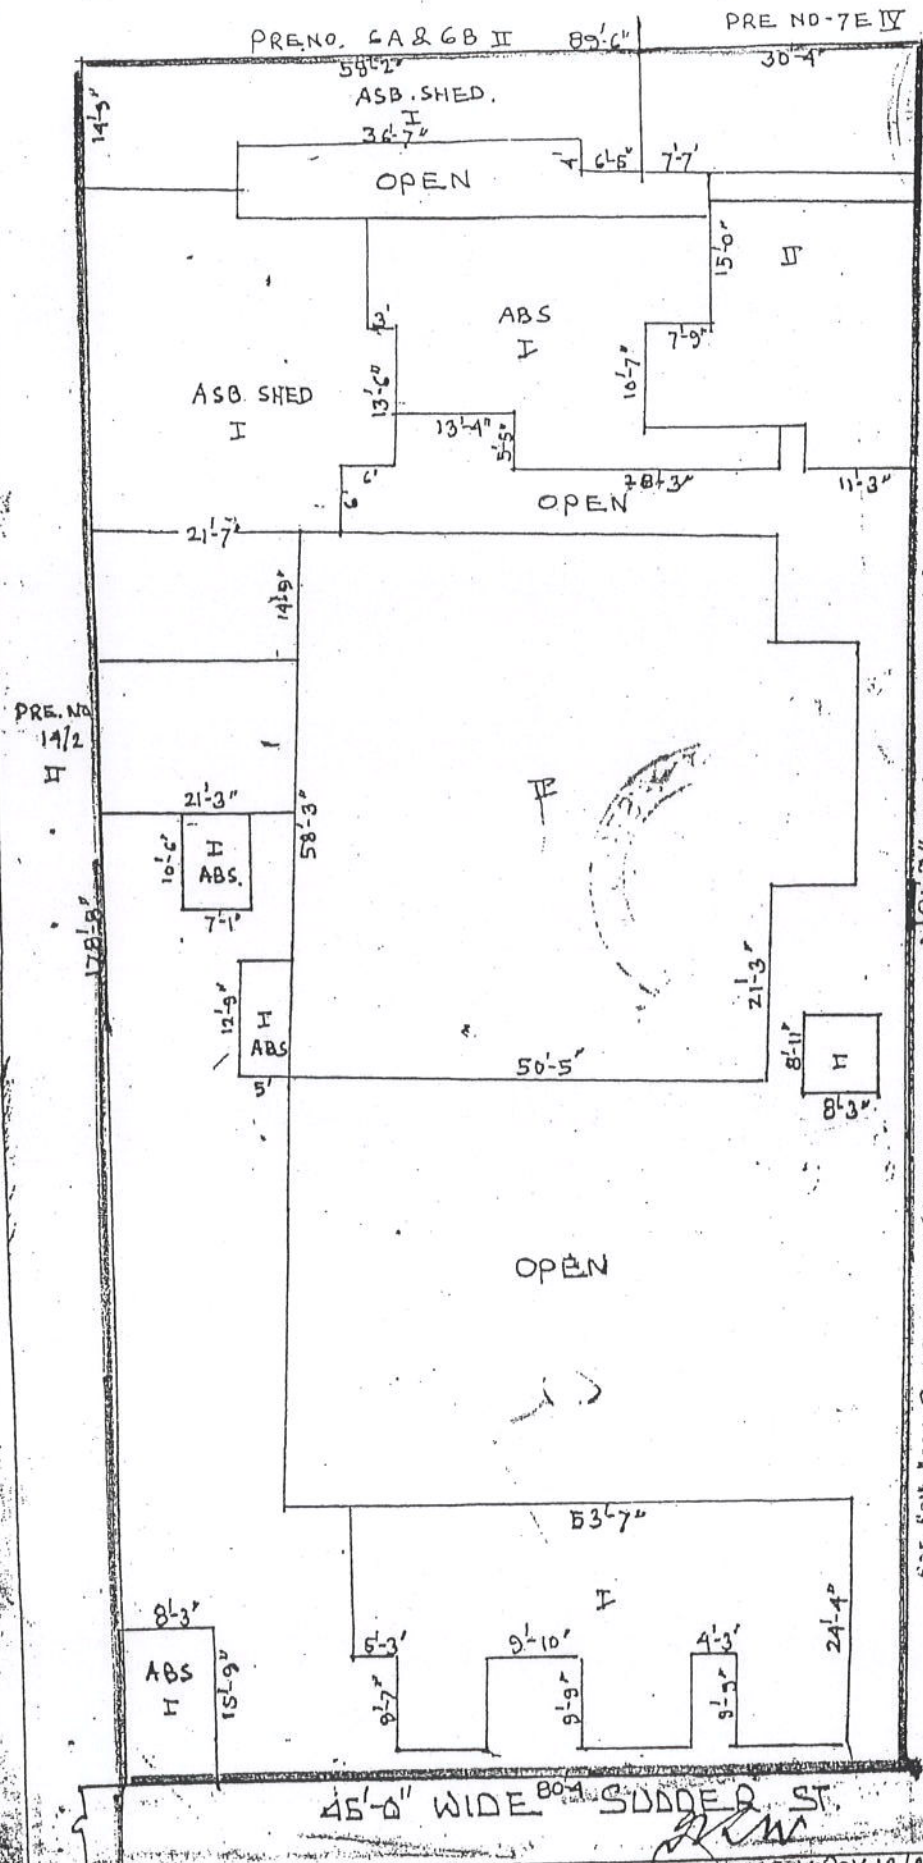 PRE.NO. 6A & 6B II 89'-6" PRE NO-7E IV
58'-2" 30'-4"
14'-9" ASB.SHED.
I
36'-7"
OPEN 4' 6'-5" 7'-7"
15'-0" II
3' ABS
I
7'-9"
13'-6" 10'-7"
ASB. SHED
I
13'-4" 5'-5"
6' 28'-3" 11'-3"
6' OPEN
21'-7"
14'-9"
PRE. NO
14/2
II
21'-3" 58'-3"
10'-6" I
ABS.
7'-1"
178'-8"
12'-9" I
ABS
21'-3"
5' 50'-5" 8'-11" I
8'-3"
OPEN
53'-7"
I
24'-4"
8'-3" 5'-3" 9'-10" 4'-3"
ABS
I
15'-9" 9'-7" 9'-9" 9'-9"
45'-0" WIDE 80-4 SUDDER ST.